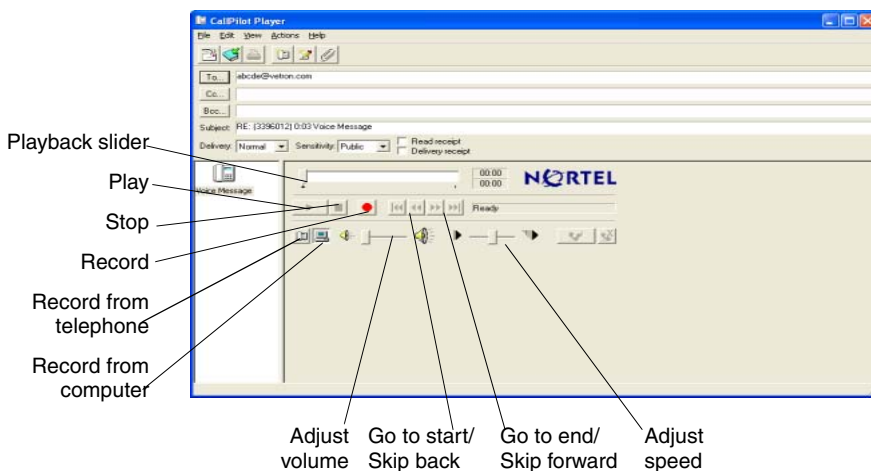 CallPilot Player
File Edit View Actions Help
To... abcde@vetron.com
Cc...
Bcc...
Subject: RE: (3396012) 0:03 Voice Message
Delivery: Normal Sensitivity: Public Read receipt
Delivery receipt
Voice Message
00:00
00:00
NORTEL
Ready
Playback slider
Play
Stop
Record
Record from
telephone
Record from
computer
Adjust
volume
Go to start/
Skip back
Go to end/
Skip forward
Adjust
speed